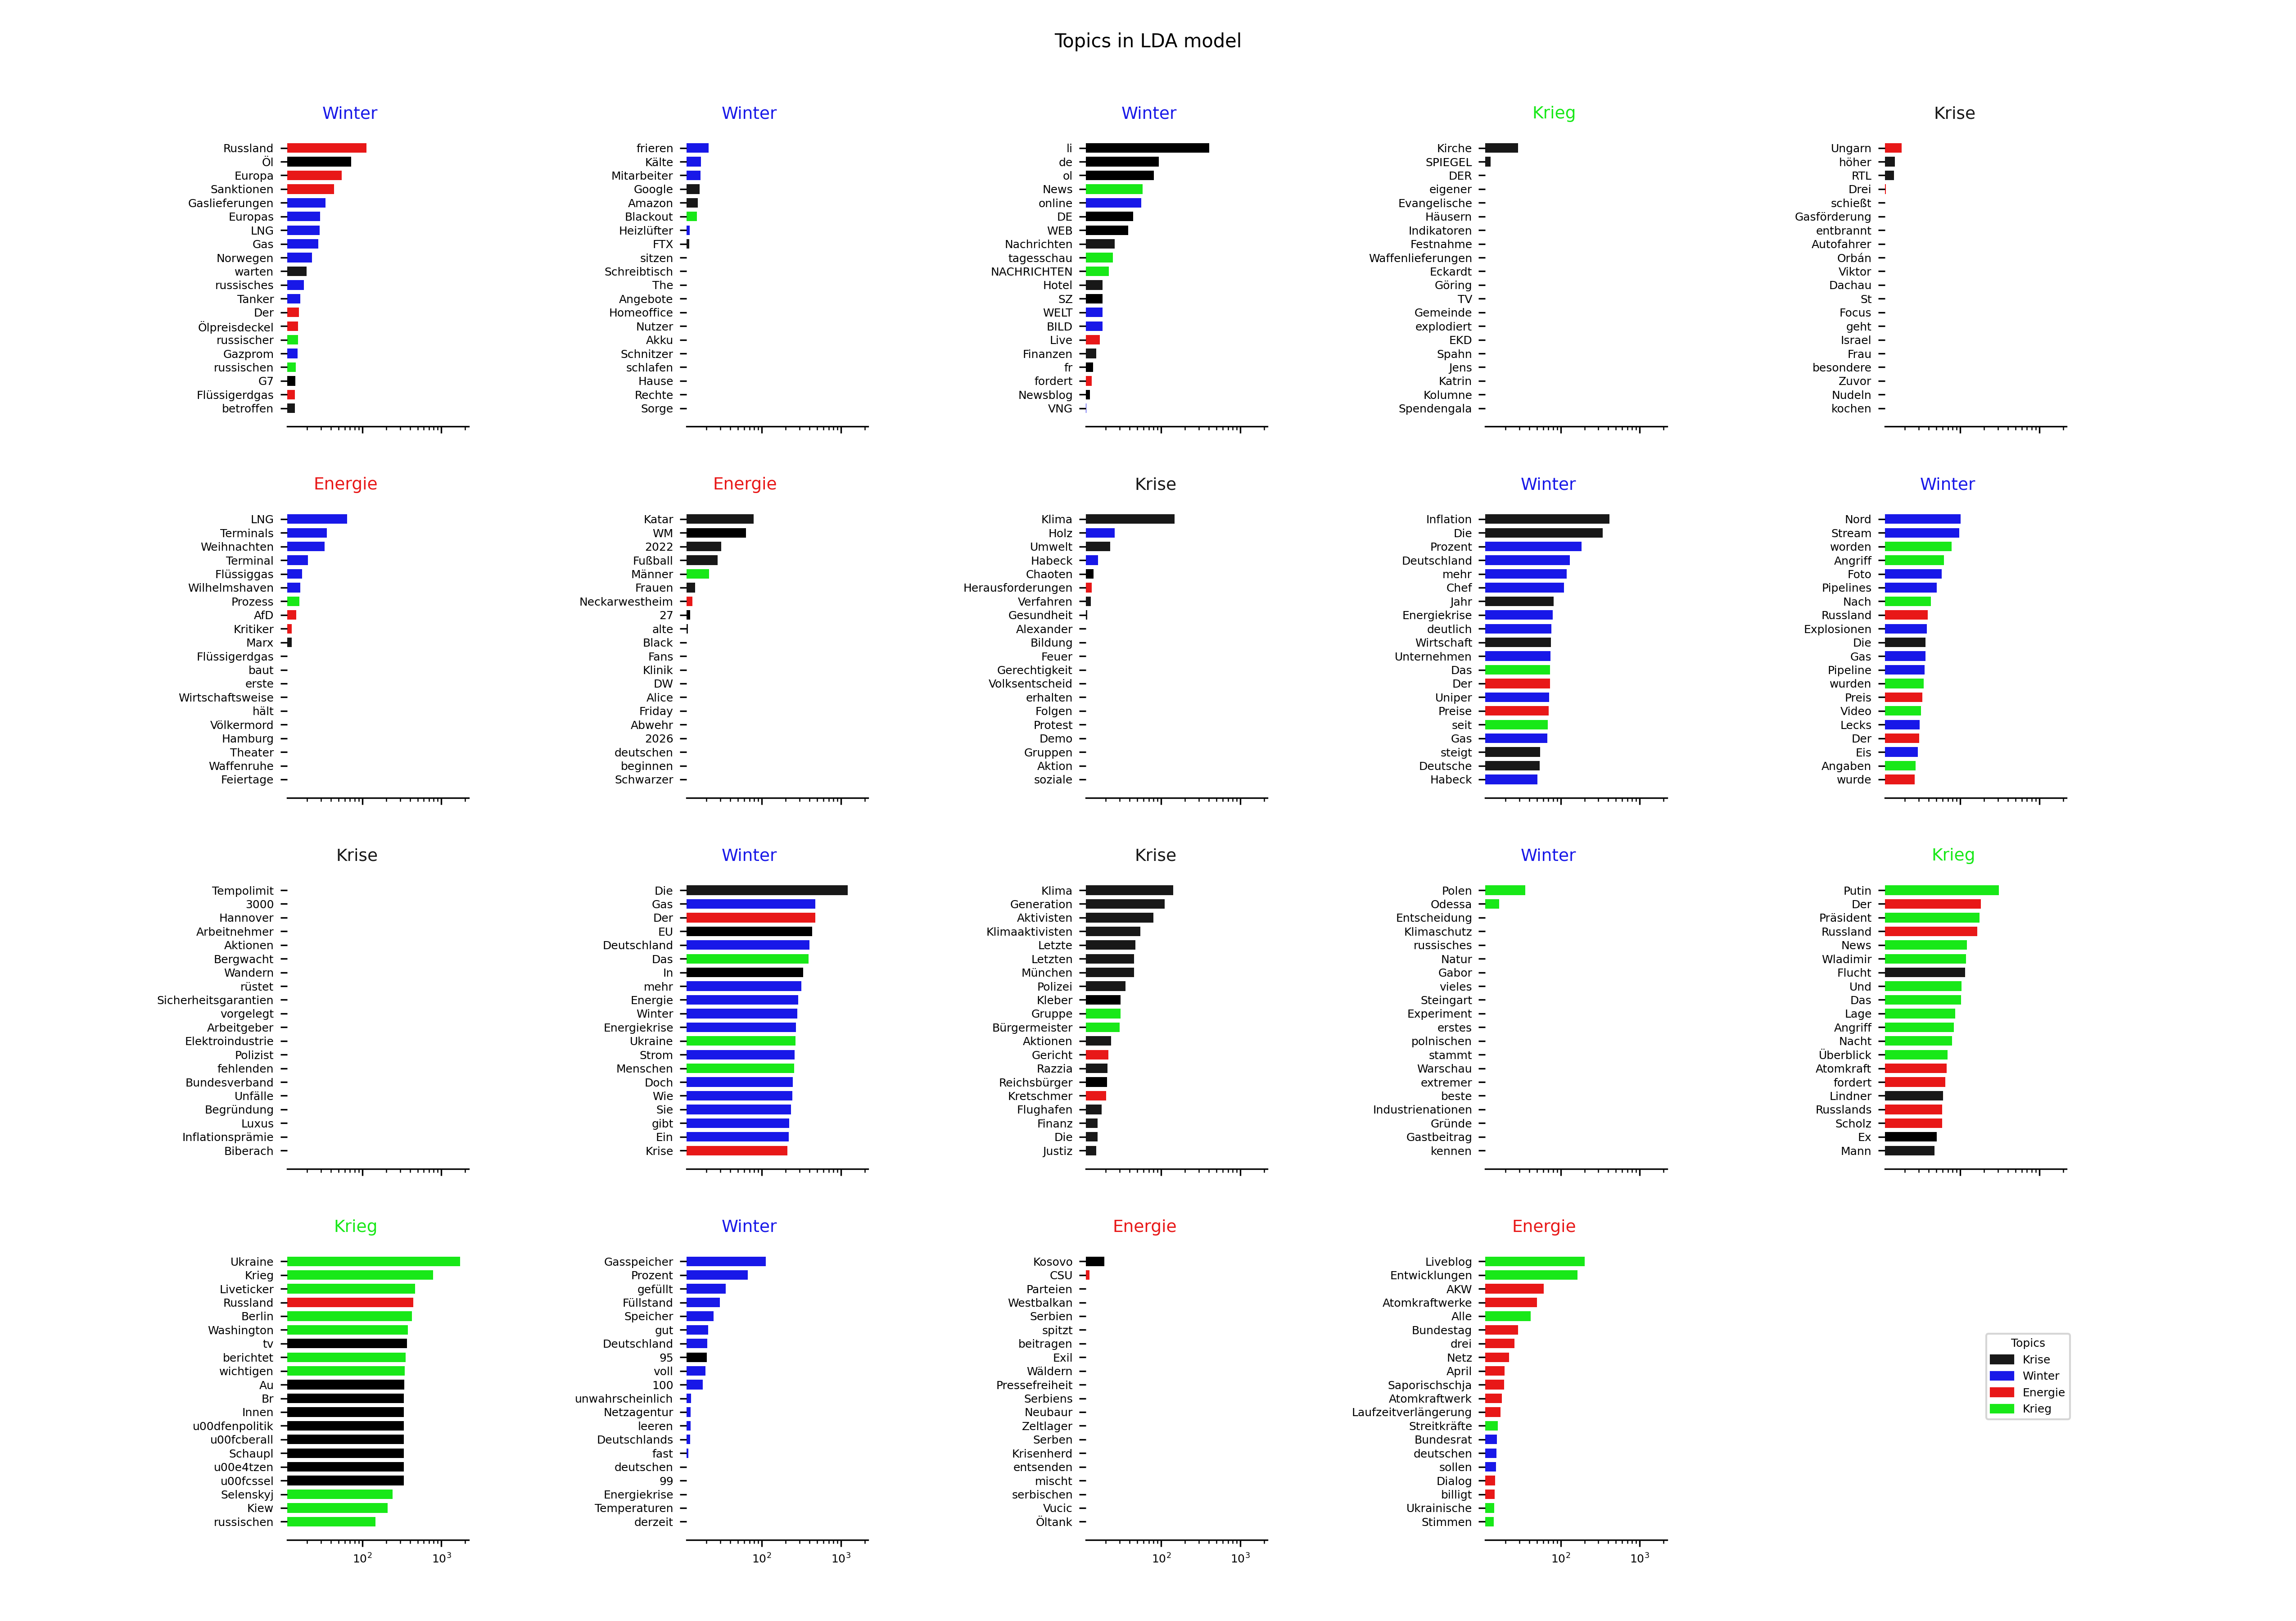 Topics in LDA model
Winter
Russland
Öl
Europa
Sanktionen
Gaslieferungen
Europas
LNG
Gas
Norwegen
warten
russisches
Tanker
Der
Ölpreisdeckel
russischer
Gazprom
russischen
G7
Flüssigerdgas
betroffen
Winter
frieren
Kälte
Mitarbeiter
Google
Amazon
Blackout
Heizlüfter
FTX
sitzen
Schreibtisch
The
Angebote
Homeoffice
Nutzer
Akku
Schnitzer
schlafen
Hause
Rechte
Sorge
Winter
li
de
ol
News
online
DE
WEB
Nachrichten
tagesschau
NACHRICHTEN
Hotel
SZ
WELT
BILD
Live
Finanzen
fr
fordert
Newsblog
VNG
Krieg
Kirche
SPIEGEL
DER
eigener
Evangelische
Häusern
Indikatoren
Festnahme
Waffenlieferungen
Eckardt
Göring
TV
Gemeinde
explodiert
EKD
Spahn
Jens
Katrin
Kolumne
Spendengala
Krise
Ungarn
höher
RTL
Drei
schießt
Gasförderung
entbrannt
Autofahrer
Orbán
Viktor
Dachau
St
Focus
geht
Israel
Frau
besondere
Zuvor
Nudeln
kochen
Energie
LNG
Terminals
Weihnachten
Terminal
Flüssiggas
Wilhelmshaven
Prozess
AfD
Kritiker
Marx
Flüssigerdgas
baut
erste
Wirtschaftsweise
hält
Völkermord
Hamburg
Theater
Waffenruhe
Feiertage
Energie
Katar
WM
2022
Fußball
Männer
Frauen
Neckarwestheim
27
alte
Black
Fans
Klinik
DW
Alice
Friday
Abwehr
2026
deutschen
beginnen
Schwarzer
Krise
Klima
Holz
Umwelt
Habeck
Chaoten
Herausforderungen
Verfahren
Gesundheit
Alexander
Bildung
Feuer
Gerechtigkeit
Volksentscheid
erhalten
Folgen
Protest
Demo
Gruppen
Aktion
soziale
Winter
Inflation
Die
Prozent
Deutschland
mehr
Chef
Jahr
Energiekrise
deutlich
Wirtschaft
Unternehmen
Das
Der
Uniper
Preise
seit
Gas
steigt
Deutsche
Habeck
Winter
Nord
Stream
worden
Angriff
Foto
Pipelines
Nach
Russland
Explosionen
Die
Gas
Pipeline
wurden
Preis
Video
Lecks
Der
Eis
Angaben
wurde
Krise
Tempolimit
3000
Hannover
Arbeitnehmer
Aktionen
Bergwacht
Wandern
rüstet
Sicherheitsgarantien
vorgelegt
Arbeitgeber
Elektroindustrie
Polizist
fehlenden
Bundesverband
Unfälle
Begründung
Luxus
Inflationsprämie
Biberach
Winter
Die
Gas
Der
EU
Deutschland
Das
In
mehr
Energie
Winter
Energiekrise
Ukraine
Strom
Menschen
Doch
Wie
Sie
gibt
Ein
Krise
Krise
Klima
Generation
Aktivisten
Klimaaktivisten
Letzte
Letzten
München
Polizei
Kleber
Gruppe
Bürgermeister
Aktionen
Gericht
Razzia
Reichsbürger
Kretschmer
Flughafen
Finanz
Die
Justiz
Winter
Polen
Odessa
Entscheidung
Klimaschutz
russisches
Natur
Gabor
vieles
Steingart
Experiment
erstes
polnischen
stammt
Warschau
extremer
beste
Industrienationen
Gründe
Gastbeitrag
kennen
Krieg
Putin
Der
Präsident
Russland
News
Wladimir
Flucht
Und
Das
Lage
Angriff
Nacht
Überblick
Atomkraft
fordert
Lindner
Russlands
Scholz
Ex
Mann
Krieg
Ukraine
Krieg
Liveticker
Russland
Berlin
Washington
tv
berichtet
wichtigen
Au
Br
Innen
u00dfenpolitik
u00fcberall
Schaupl
u00e4tzen
u00fcssel
Selenskyj
Kiew
russischen
10² 10³
Winter
Gasspeicher
Prozent
gefüllt
Füllstand
Speicher
gut
Deutschland
95
voll
100
unwahrscheinlich
Netzagentur
leeren
Deutschlands
fast
deutschen
99
Energiekrise
Temperaturen
derzeit
10² 10³
Energie
Kosovo
CSU
Parteien
Westbalkan
Serbien
spitzt
beitragen
Exil
Wäldern
Pressefreiheit
Serbiens
Neubaur
Zeltlager
Serben
Krisenherd
entsenden
mischt
serbischen
Vucic
Öltank
10² 10³
Energie
Liveblog
Entwicklungen
AKW
Atomkraftwerke
Alle
Bundestag
drei
Netz
April
Saporischschja
Atomkraftwerk
Laufzeitverlängerung
Streitkräfte
Bundesrat
deutschen
sollen
Dialog
billigt
Ukrainische
Stimmen
10² 10³
Topics
Krise
Winter
Energie
Krieg